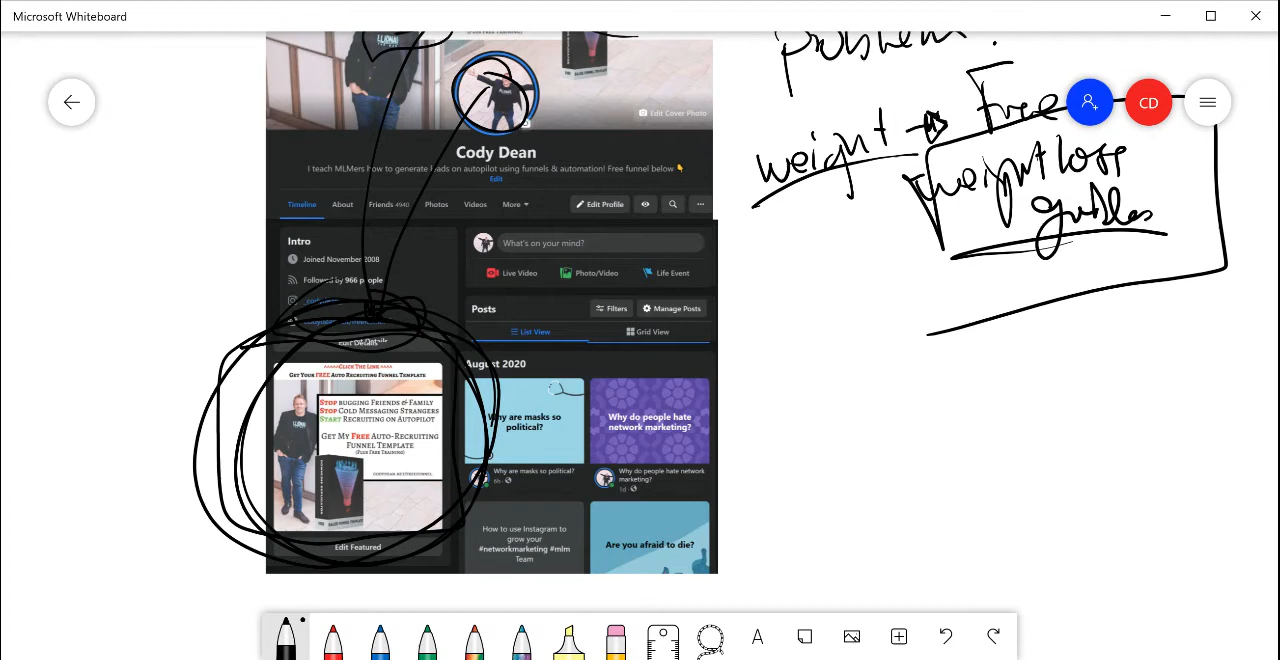 Microsoft Whiteboard
problem?
LLAMAS
Edit Cover Photo
Cody Dean
I teach MLMers how to generate leads on autopilot using funnels & automation! Free funnel below
Edit
Timeline About Friends 4940 Photos Videos More Edit Profile
CD
Free
weight
weight loss
guides
Intro
Joined November 2008
Followed by 966 people
Edit Details
What's on your mind?
Live Video Photo/Video Life Event
Posts Filters Manage Posts
List View Grid View
August 2020
^^^^^Click The Link ^^^^^
Get Your FREE Auto Recruiting Funnel Template
Stop bugging Friends & Family
Stop Cold Messaging Strangers
Start Recruiting on Autopilot
Get My Free Auto-Recruiting
Funnel Template
(Plus Free Training)
codydean.me/freefunnel
Edit Featured
Why are masks so
political?
Why are masks so political?
6h
Why do people hate
network marketing?
Why do people hate network
marketing?
1d
How to use Instagram to
grow your
#networkmarketing #mlm
Team
Are you afraid to die?
A